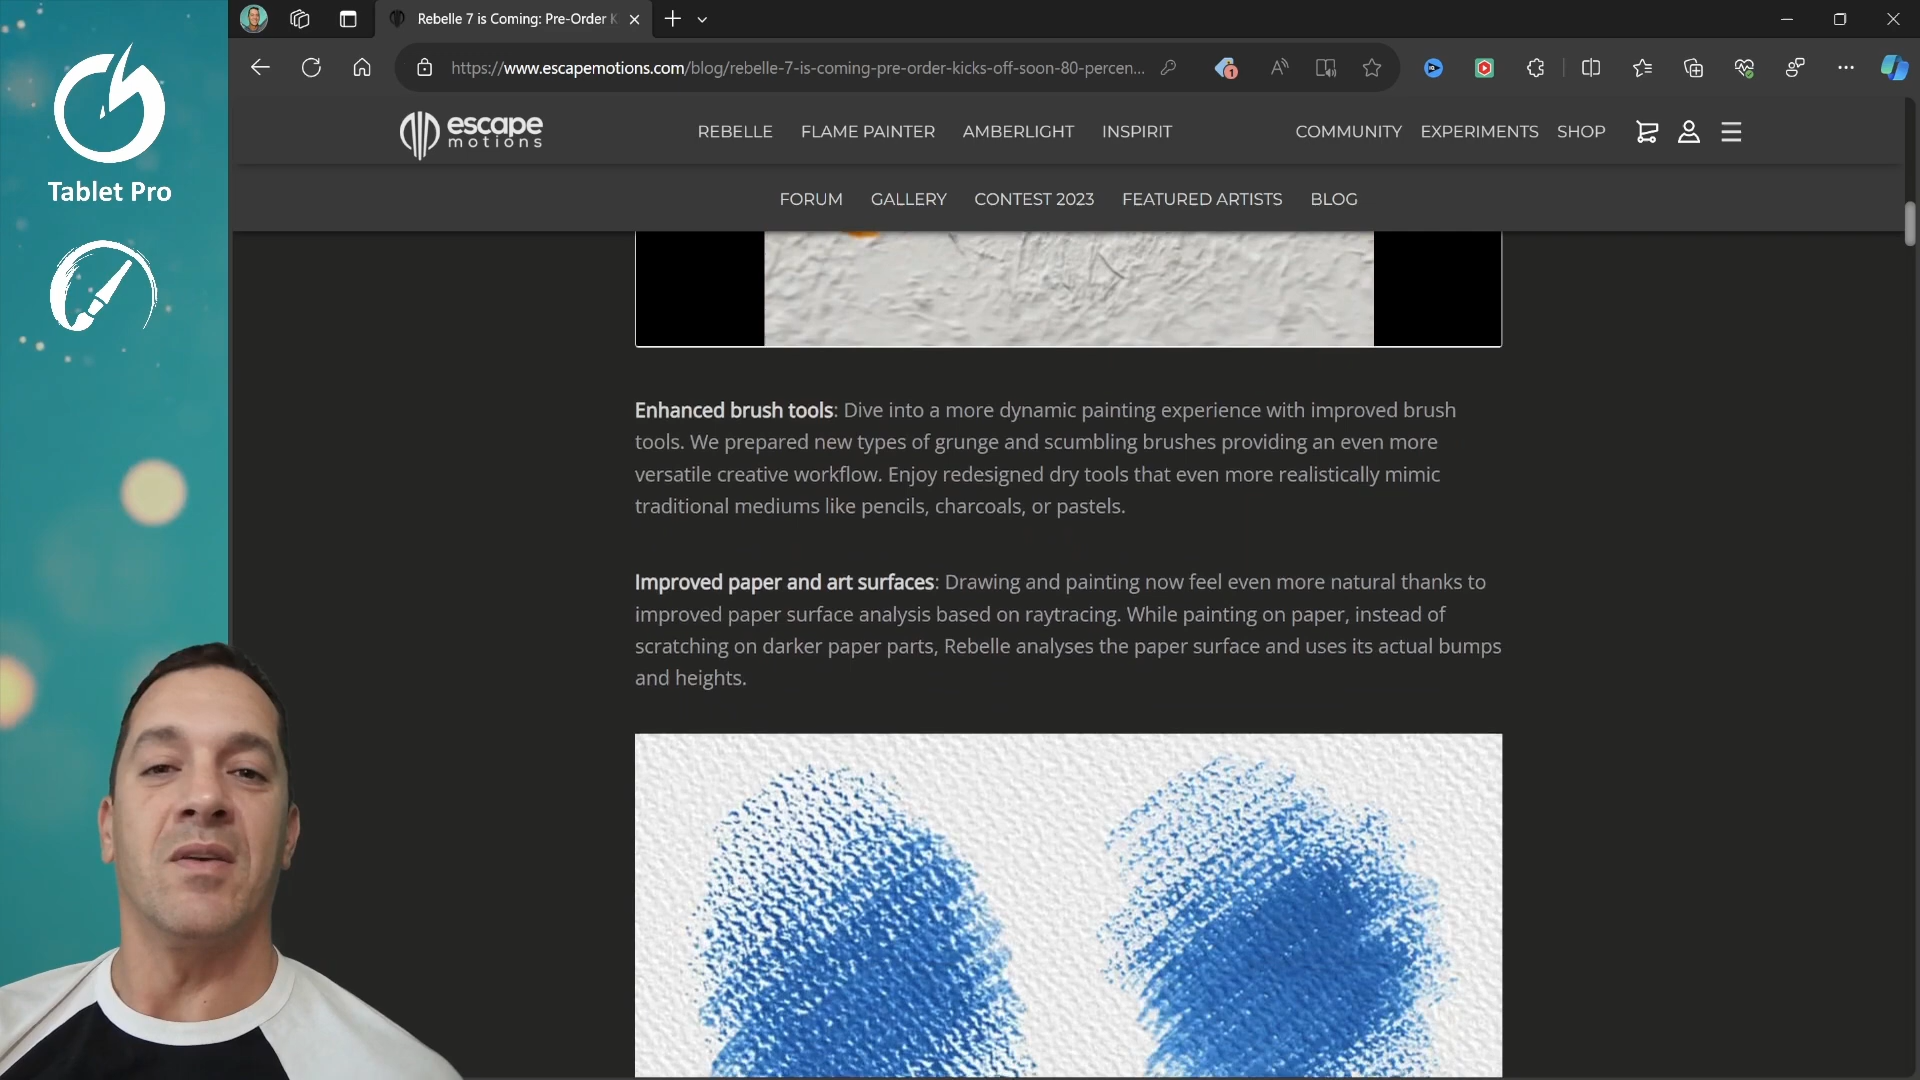 Rebelle 7 is Coming: Pre-Order K
https://www.escapemotions.com/blog/rebelle-7-is-coming-pre-order-kicks-off-soon-80-percen...
1
Tablet Pro
escape
motions
REBELLE FLAME PAINTER AMBERLIGHT INSPIRIT COMMUNITY EXPERIMENTS SHOP
FORUM GALLERY CONTEST 2023 FEATURED ARTISTS BLOG
Enhanced brush tools: Dive into a more dynamic painting experience with improved brush
tools. We prepared new types of grunge and scumbling brushes providing an even more
versatile creative workflow. Enjoy redesigned dry tools that even more realistically mimic
traditional mediums like pencils, charcoals, or pastels.
Improved paper and art surfaces: Drawing and painting now feel even more natural thanks to
improved paper surface analysis based on raytracing. While painting on paper, instead of
scratching on darker paper parts, Rebelle analyses the paper surface and uses its actual bumps
and heights.